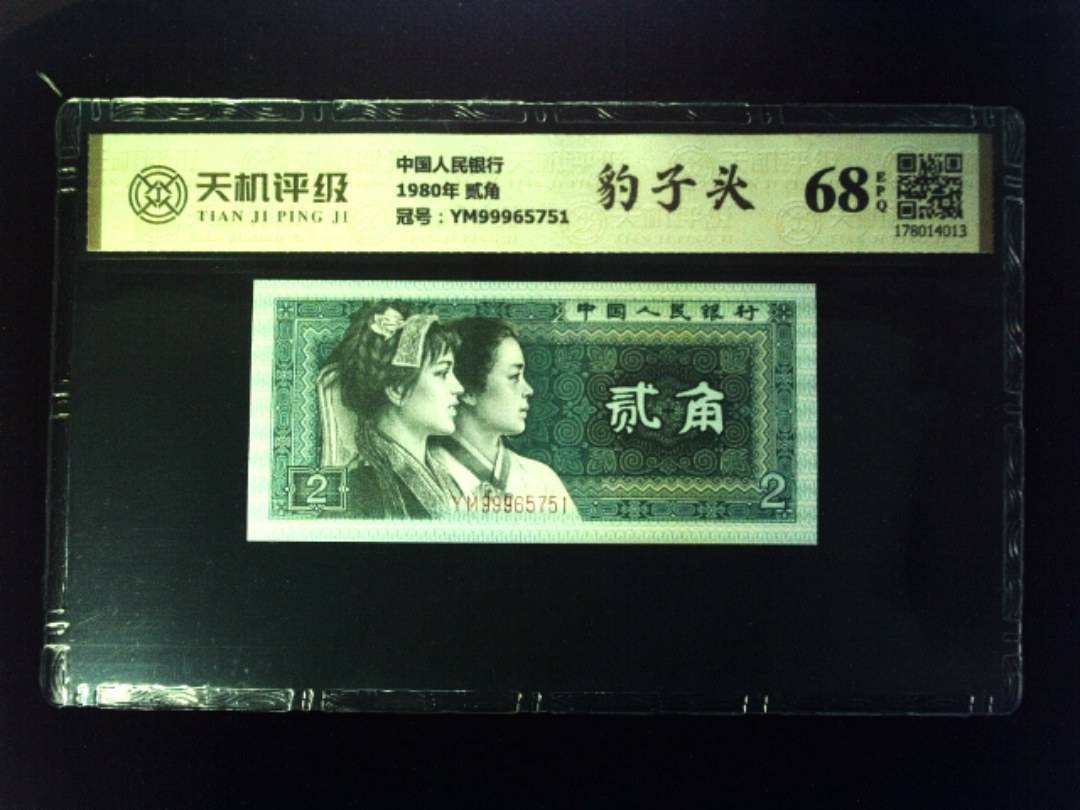 天机评级
TIAN JI PING JI
中国人民银行
1980年 贰角
冠号：YM99965751
豹子头
68
EPQ
178014013
中国人民银行
贰角
2
YM99965751
2